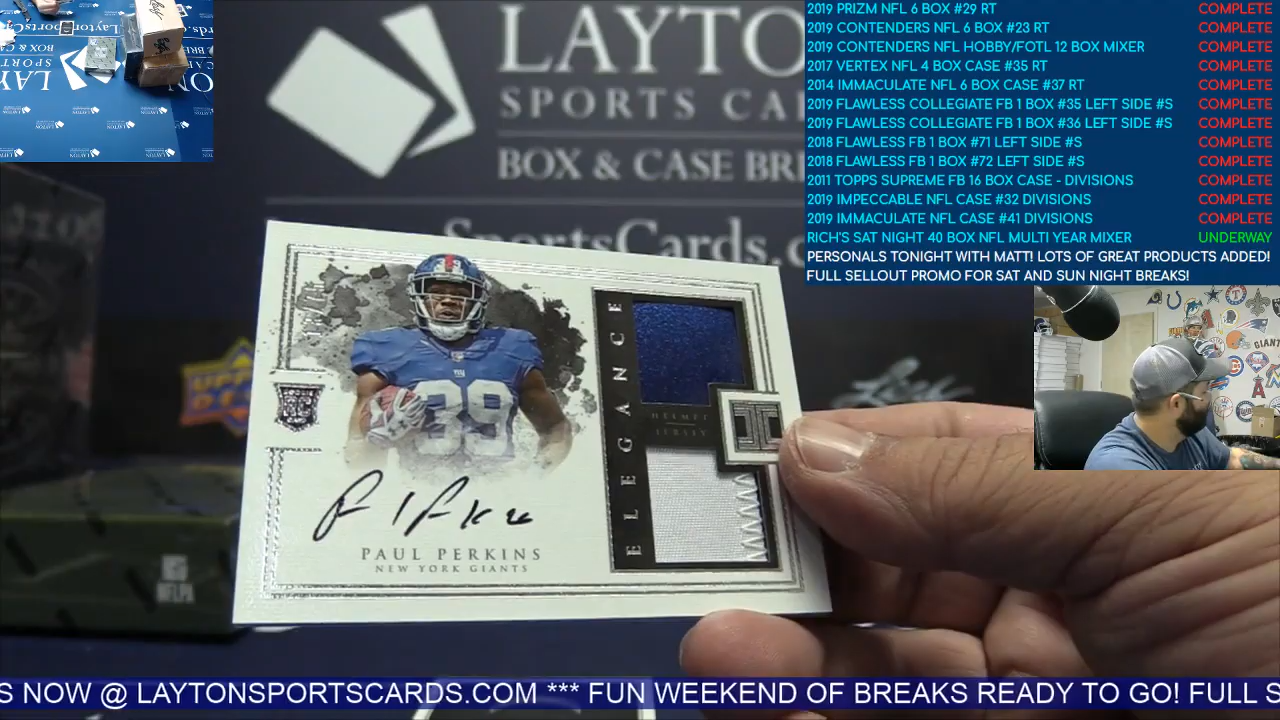 2019 PRIZM NFL 6 BOX #29 RT COMPLETE
2019 CONTENDERS NFL 6 BOX #23 RT COMPLETE
2019 CONTENDERS NFL HOBBY/FOTL 12 BOX MIXER COMPLETE
2017 VERTEX NFL 4 BOX CASE #35 RT COMPLETE
2014 IMMACULATE NFL 6 BOX CASE #37 RT COMPLETE
2019 FLAWLESS COLLEGIATE FB 1 BOX #35 LEFT SIDE #S COMPLETE
2019 FLAWLESS COLLEGIATE FB 1 BOX #36 LEFT SIDE #S COMPLETE
2018 FLAWLESS FB 1 BOX #71 LEFT SIDE #S COMPLETE
2018 FLAWLESS FB 1 BOX #72 LEFT SIDE #S COMPLETE
2011 TOPPS SUPREME FB 16 BOX CASE - DIVISIONS COMPLETE
2019 IMPECCABLE NFL CASE #32 DIVISIONS COMPLETE
2019 IMMACULATE NFL CASE #41 DIVISIONS COMPLETE
RICH'S SAT NIGHT 40 BOX NFL MULTI YEAR MIXER UNDERWAY
PERSONALS TONIGHT WITH MATT! LOTS OF GREAT PRODUCTS ADDED!
FULL SELLOUT PROMO FOR SAT AND SUN NIGHT BREAKS!
LAYTO
SPORTS CA
BOX & CASE BRE
SportsCards.
UPPER
DEC
NFLPA
39
RC
ELEGANCE
HELMET
JERSEY
PAUL PERKINS
NEW YORK GIANTS
S NOW @ LAYTONSPORTSCARDS.COM *** FUN WEEKEND OF BREAKS READY TO GO! FULL S